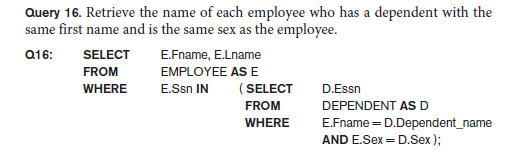 Query 16. Retrieve the name of each employee who has a dependent with the
same first name and is the same sex as the employee.
Q16: SELECT E.Fname, E.Lname
FROM EMPLOYEE AS E
WHERE E.Ssn IN ( SELECT D.Essn
FROM DEPENDENT AS D
WHERE E.Fname = D.Dependent_name
AND E.Sex = D.Sex );